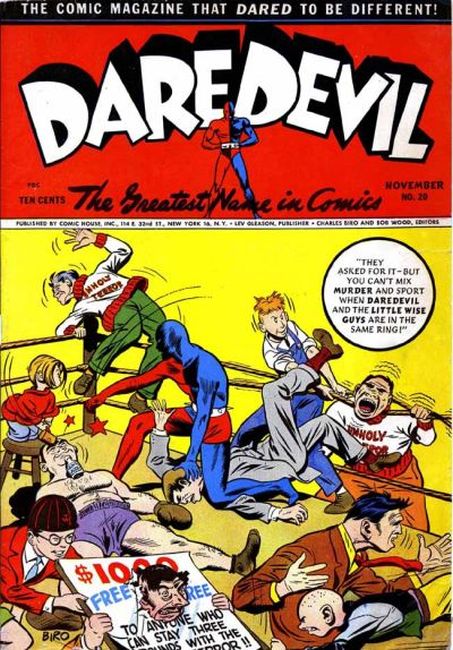 THE COMIC MAGAZINE THAT DARED TO BE DIFFERENT!
DAREDEVIL
TEN CENTS
The Greatest Name in Comics
NOVEMBER
NO. 20
PUBLISHED BY COMIC HOUSE, INC., 114 E. 32nd ST., NEW YORK 16, N.Y. • LEV GLEASON, PUBLISHER • CHARLES BIRO AND BOB WOOD, EDITORS
"THEY
ASKED FOR IT-BUT
YOU CAN'T MIX
MURDER AND SPORT
WHEN DAREDEVIL
AND THE LITTLE WISE
GUYS ARE IN THE
SAME RING!"
UNHOLY
TERROR
UNHOLY
ROR
$1000
FREE REE
TO ANYONE WHO
CAN STAY THREE
UNDS WITH THE
ROR!!
BIRO